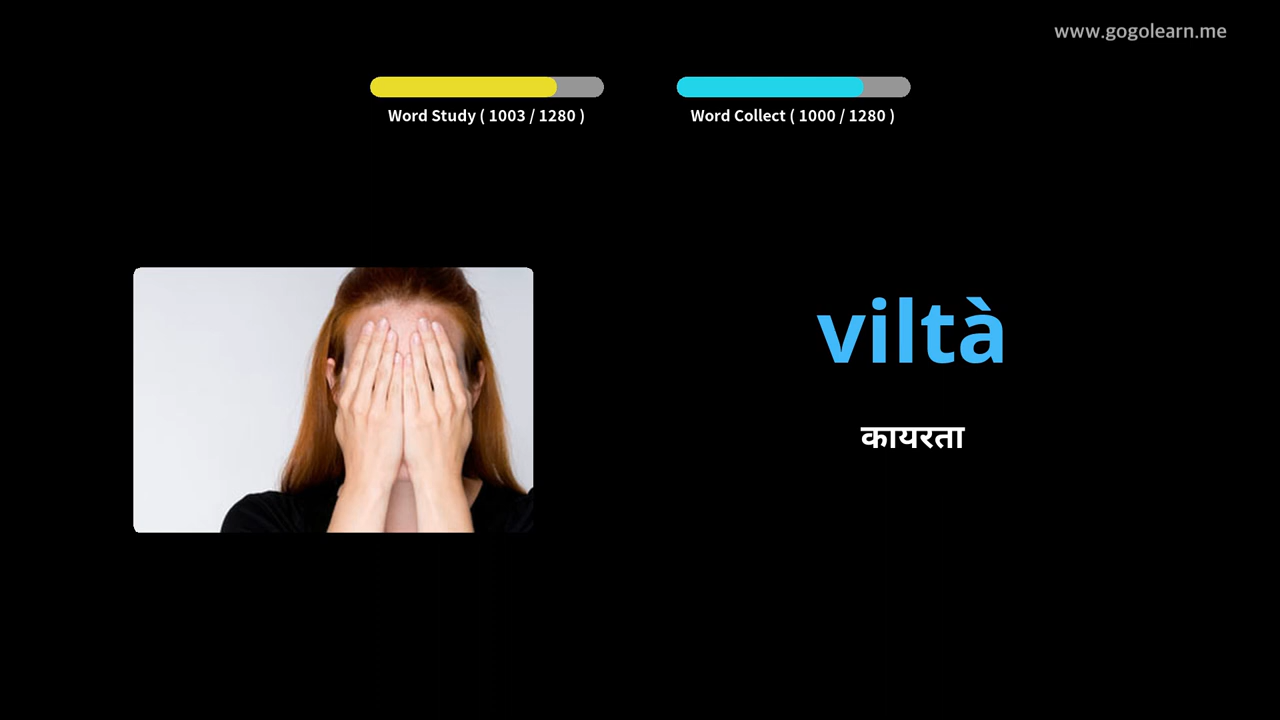 www.gogolearn.me
Word Study ( 1003 / 1280 )
Word Collect ( 1000 / 1280 )
viltà
कायरता